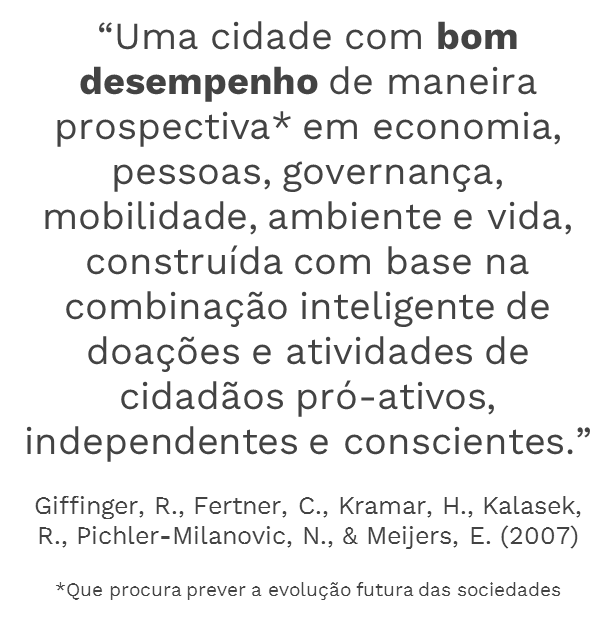 “Uma cidade com bom
desempenho de maneira
prospectiva* em economia,
pessoas, governança,
mobilidade, ambiente e vida,
construída com base na
combinação inteligente de
doações e atividades de
cidadãos pró-ativos,
independentes e conscientes.”
Giffinger, R., Fertner, C., Kramar, H., Kalasek,
R., Pichler-Milanovic, N., & Meijers, E. (2007)
*Que procura prever a evolução futura das sociedades